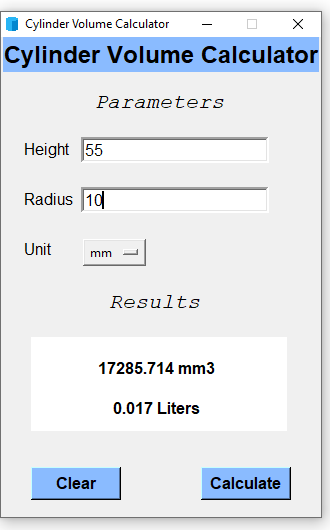 Cylinder Volume Calculator
Cylinder Volume Calculator
Parameters
Height 55
Radius 10
Unit mm
Results
17285.714 mm3
0.017 Liters
Clear Calculate